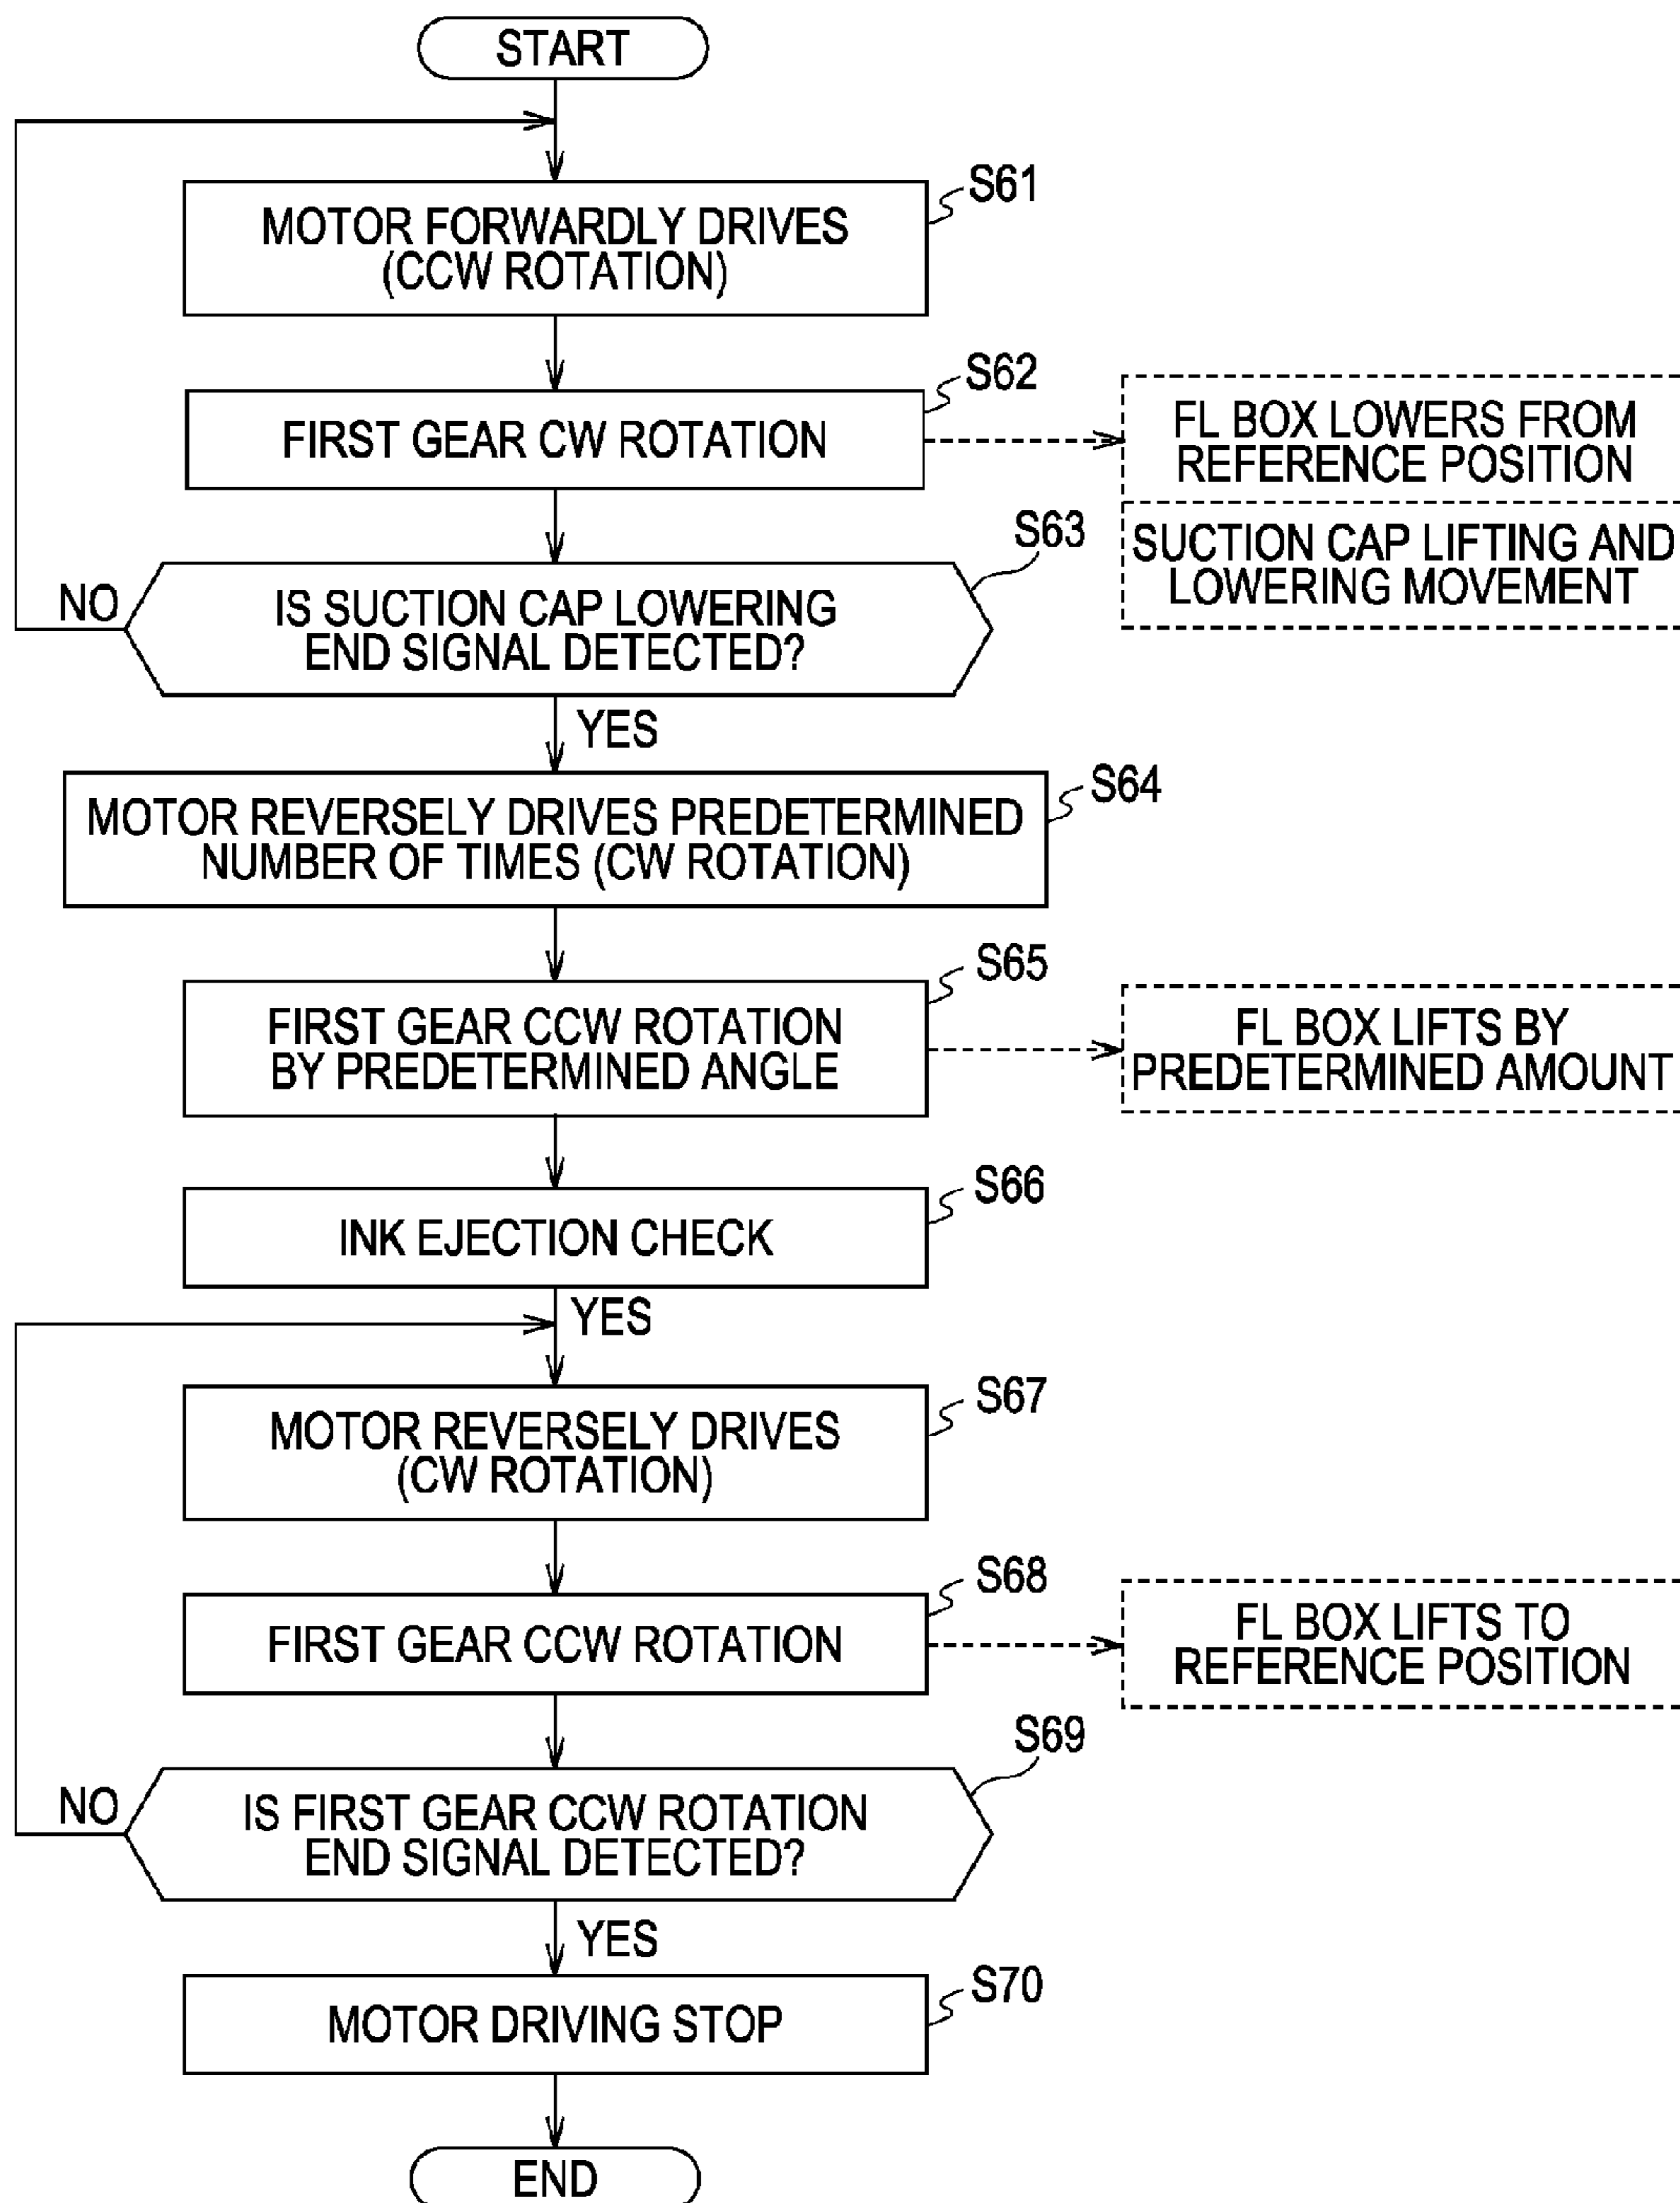 START
S61
MOTOR FORWARDLY DRIVES
(CCW ROTATION)
S62
FIRST GEAR CW ROTATION
FL BOX LOWERS FROM
REFERENCE POSITION
SUCTION CAP LIFTING AND
LOWERING MOVEMENT
S63
NO
IS SUCTION CAP LOWERING
END SIGNAL DETECTED?
YES
S64
MOTOR REVERSELY DRIVES PREDETERMINED
NUMBER OF TIMES (CW ROTATION)
S65
FIRST GEAR CCW ROTATION
BY PREDETERMINED ANGLE
FL BOX LIFTS BY
PREDETERMINED AMOUNT
S66
INK EJECTION CHECK
YES
S67
MOTOR REVERSELY DRIVES
(CW ROTATION)
S68
FIRST GEAR CCW ROTATION
FL BOX LIFTS TO
REFERENCE POSITION
S69
NO
IS FIRST GEAR CCW ROTATION
END SIGNAL DETECTED?
YES
S70
MOTOR DRIVING STOP
END